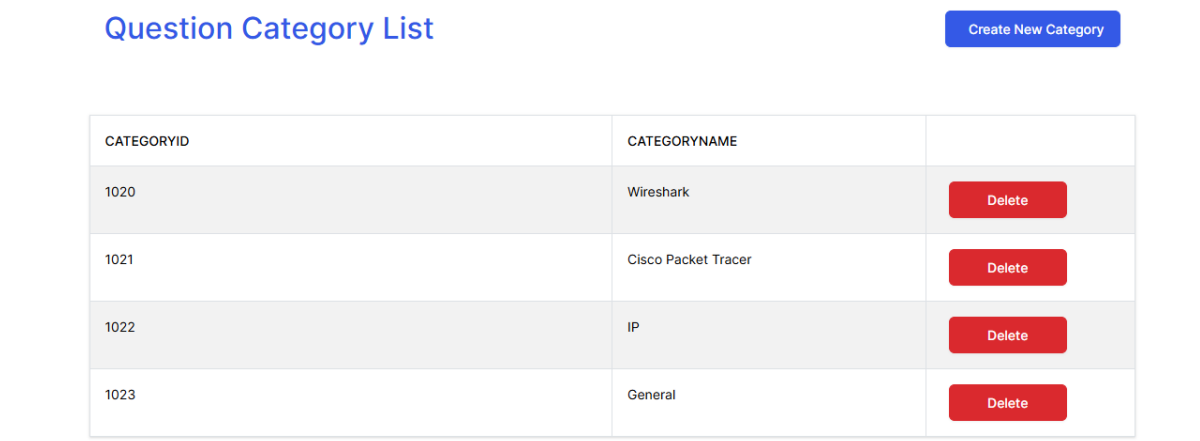 Question Category List
Create New Category
CATEGORYID CATEGORYNAME
1020 Wireshark Delete
1021 Cisco Packet Tracer Delete
1022 IP Delete
1023 General Delete